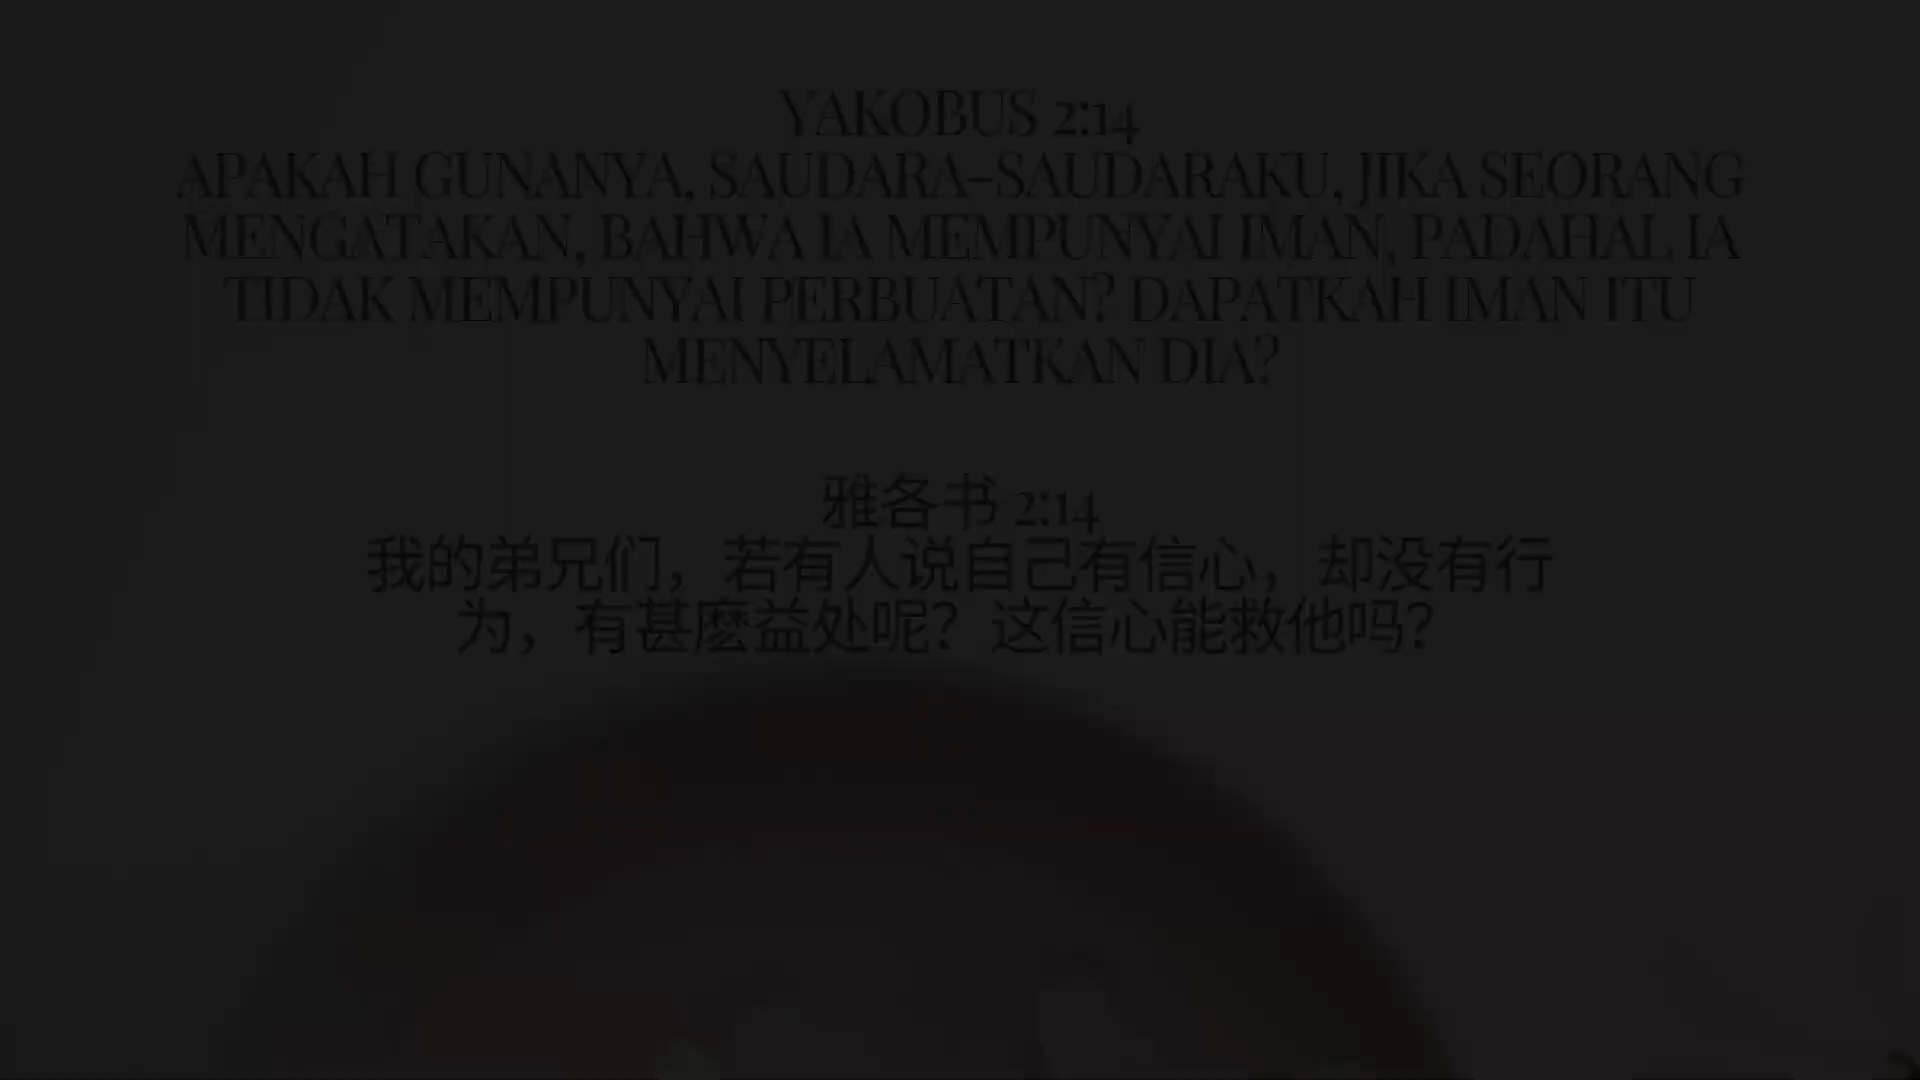 YAKOBUS 2:14
APAKAH GUNANYA, SAUDARA-SAUDARAKU, JIKA SEORANG
MENGATAKAN, BAHWA IA MEMPUNYAI IMAN, PADAHAL IA
TIDAK MEMPUNYAI PERBUATAN? DAPATKAH IMAN ITU
MENYELAMATKAN DIA?
雅各书 2:14
我的弟兄们，若有人说自己有信心，却没有行
为，有甚麽益处呢？这信心能救他吗？